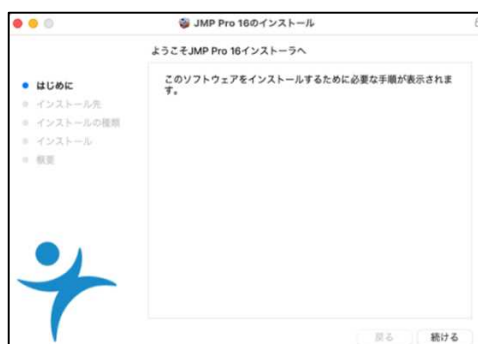 JMP Pro 16のインストール
ようこそJMP Pro 16インストーラへ
はじめに
インストール先
インストールの種類
インストール
概要
このソフトウェアをインストールするために必要な手順が表示されま
す。
戻る
続ける